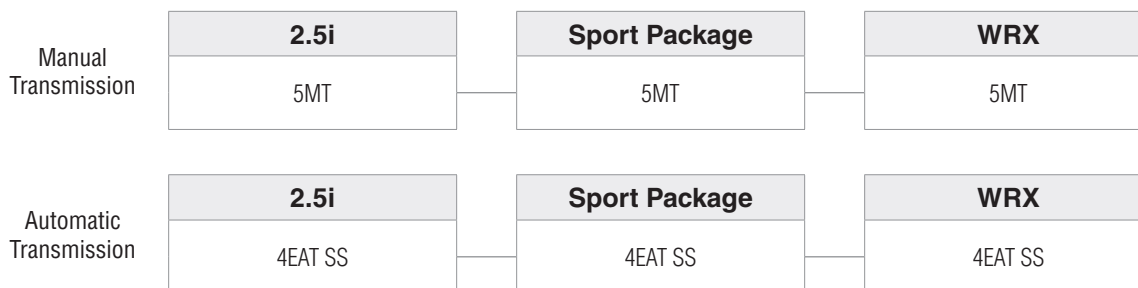 Manual
Transmission
2.5i
Sport Package
WRX
5MT
5MT
5MT
Automatic
Transmission
2.5i
Sport Package
WRX
4EAT SS
4EAT SS
4EAT SS